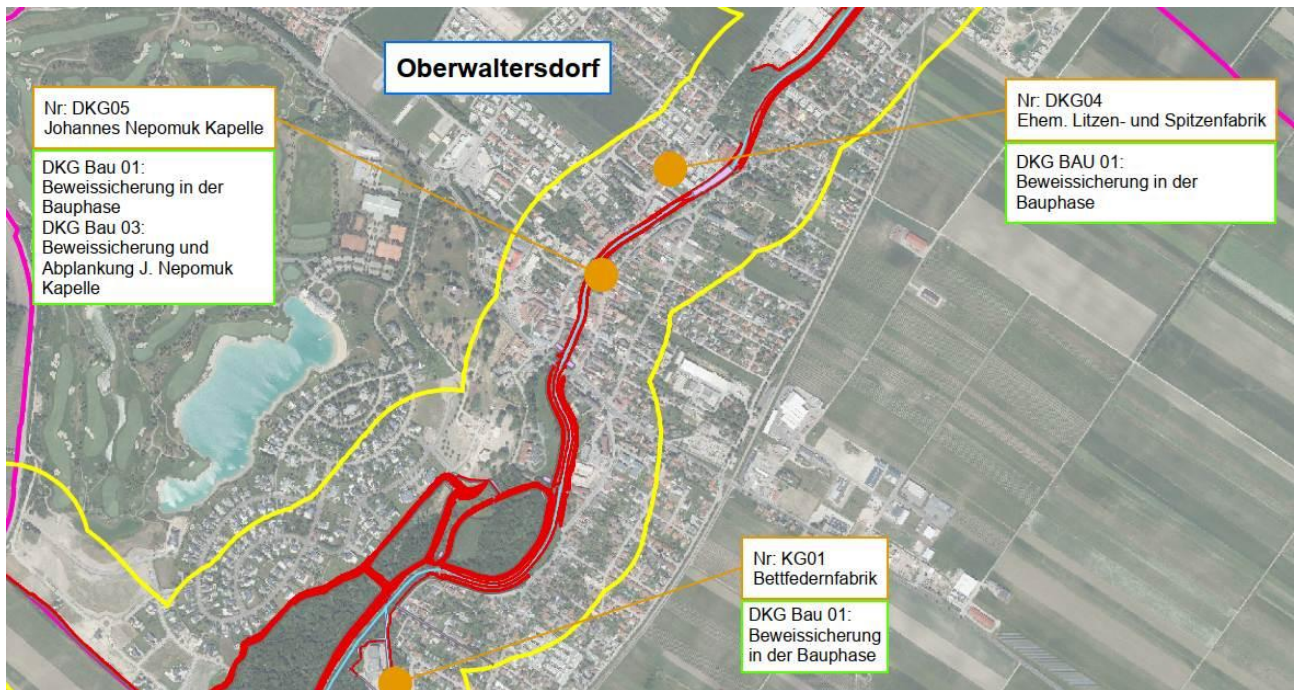 Oberwaltersdorf
Nr: DKG05
Johannes Nepomuk Kapelle
DKG Bau 01:
Beweissicherung in der
Bauphase
DKG Bau 03:
Beweissicherung und
Abplankung J. Nepomuk
Kapelle
Nr: DKG04
Ehem. Litzen- und Spitzenfabrik
DKG BAU 01:
Beweissicherung in der
Bauphase
Nr: KG01
Bettfedernfabrik
DKG Bau 01:
Beweissicherung
in der Bauphase